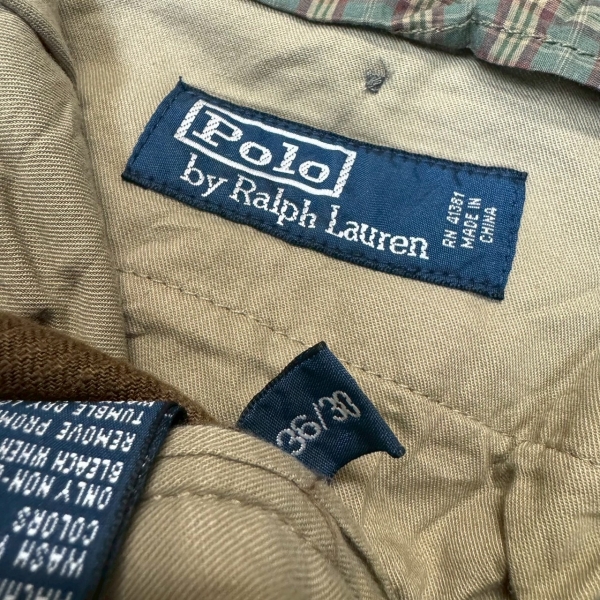 Polo
by Ralph Lauren
RN 41381
MADE IN
CHINA
36/30
WASH
COLORS
ONLY NON-
BLEACH WHEN
REMOVE PROM
TUMBLE DRY